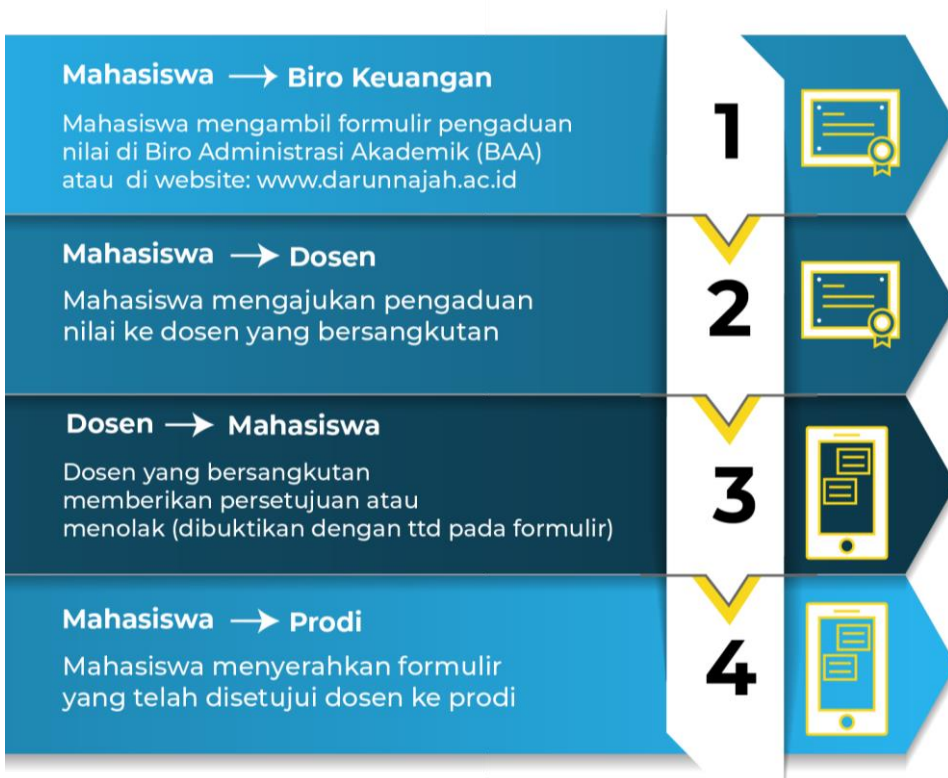 Mahasiswa → Biro Keuangan
Mahasiswa mengambil formulir pengaduan
nilai di Biro Administrasi Akademik (BAA)
atau di website: www.darunnajah.ac.id
1
Mahasiswa → Dosen
Mahasiswa mengajukan pengaduan
nilai ke dosen yang bersangkutan
2
Dosen → Mahasiswa
Dosen yang bersangkutan
memberikan persetujuan atau
menolak (dibuktikan dengan ttd pada formulir)
3
Mahasiswa → Prodi
Mahasiswa menyerahkan formulir
yang telah disetujui dosen ke prodi
4